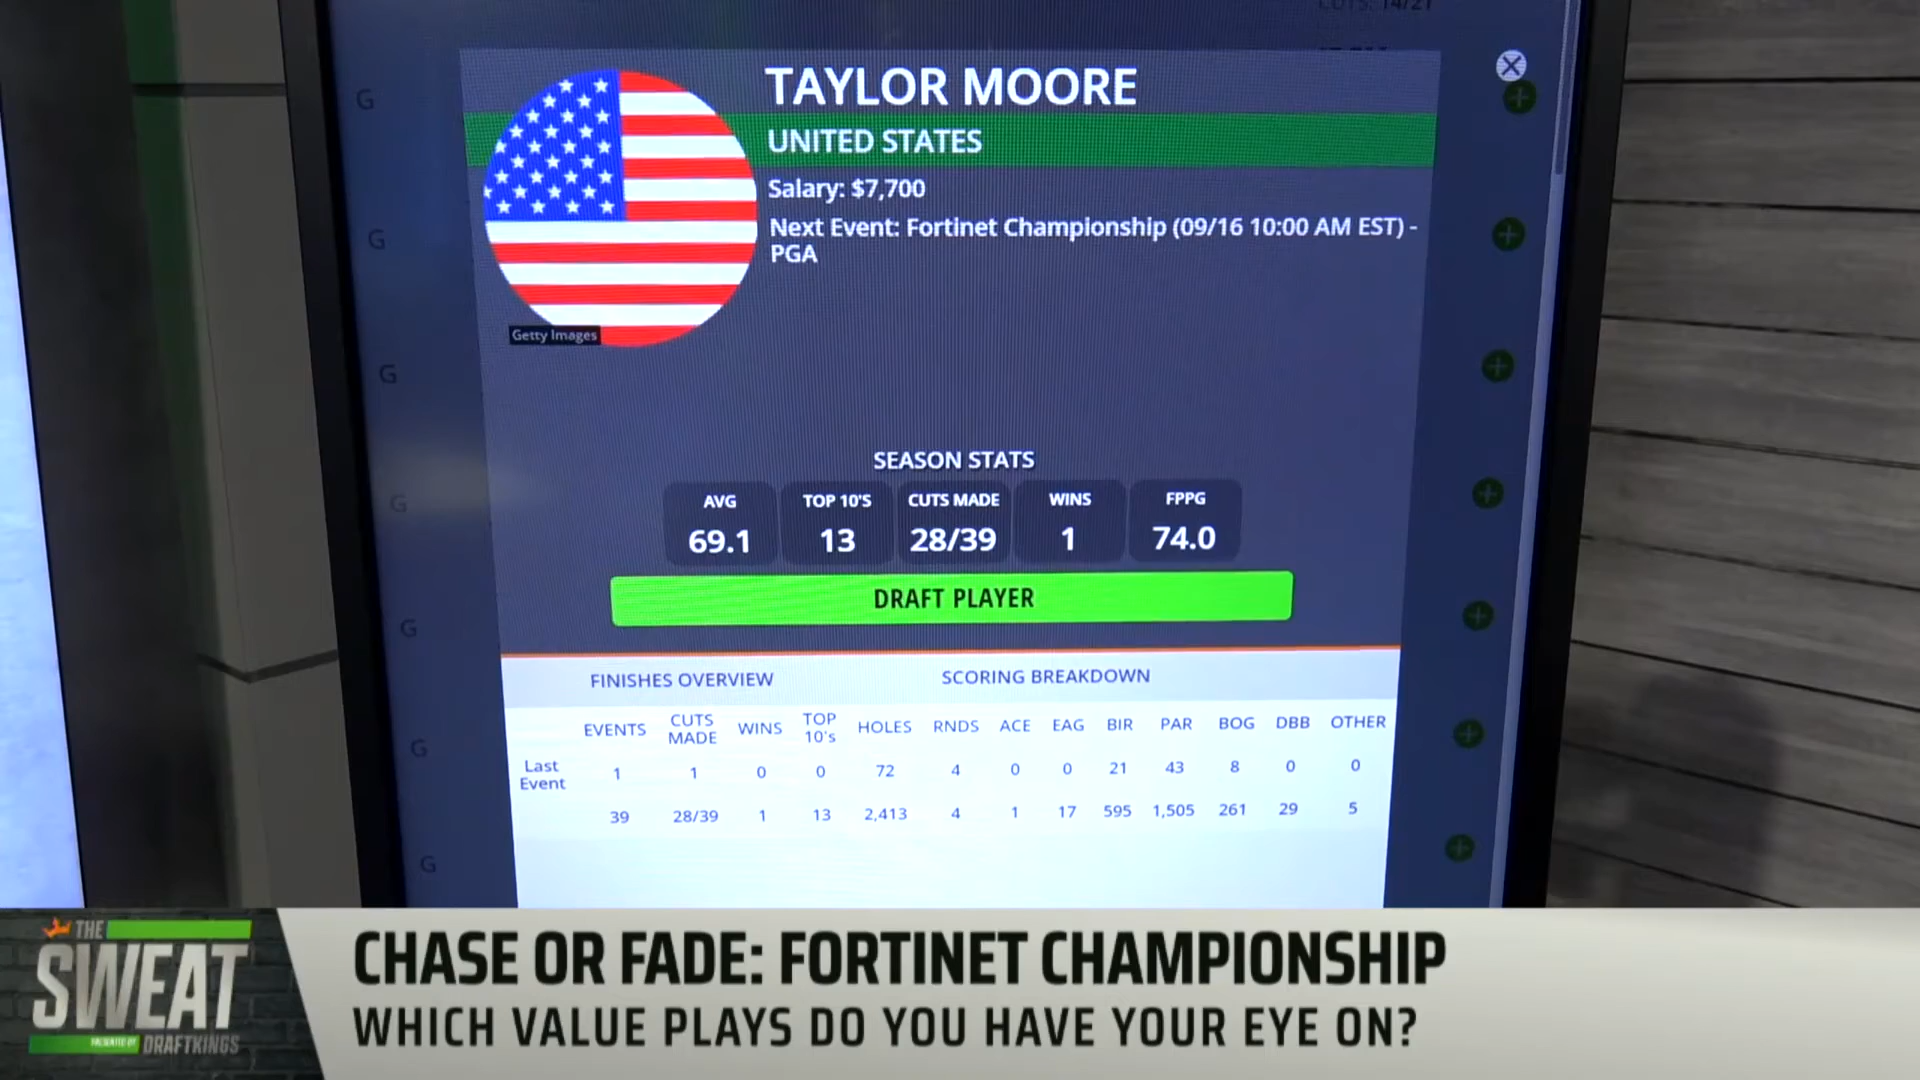 CUTS: 14/21
TAYLOR MOORE
UNITED STATES
Salary: $7,700
Next Event: Fortinet Championship (09/16 10:00 AM EST) -
PGA
Getty Images
G
G
G
G
G
G
G
SEASON STATS
AVG TOP 10'S CUTS MADE WINS FPPG
69.1 13 28/39 1 74.0
DRAFT PLAYER
FINISHES OVERVIEW SCORING BREAKDOWN
EVENTS CUTS MADE WINS TOP 10's HOLES RNDS ACE EAG BIR PAR BOG DBB OTHER
Last Event 1 1 0 0 72 4 0 0 21 43 8 0 0
39 28/39 1 13 2,413 4 1 17 595 1,505 261 29 5
THE
SWEAT
PRESENTED BY DRAFTKINGS
CHASE OR FADE: FORTINET CHAMPIONSHIP
WHICH VALUE PLAYS DO YOU HAVE YOUR EYE ON?